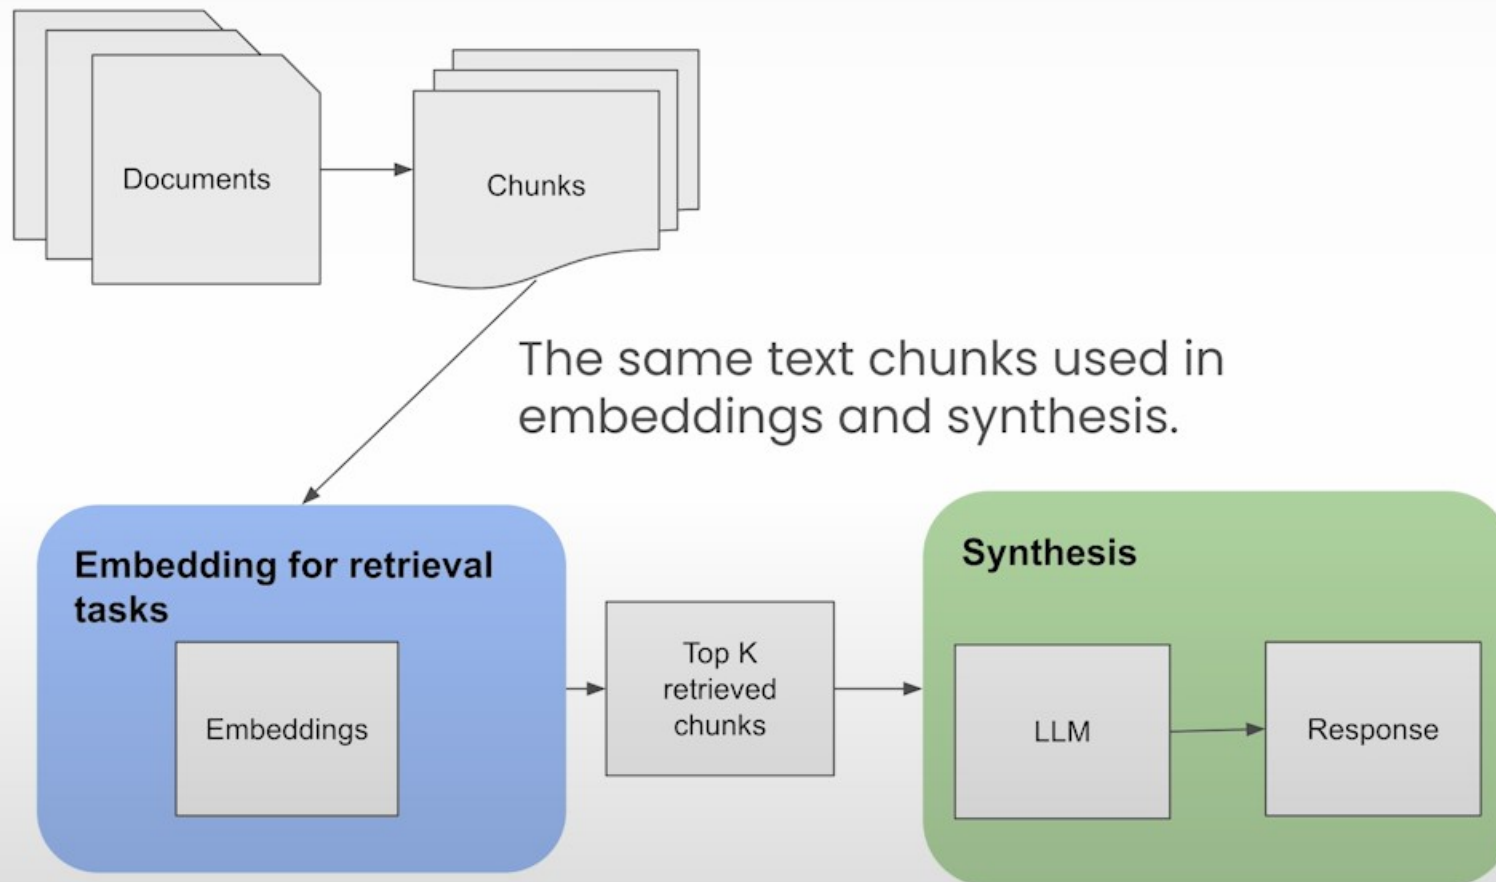 Documents
Chunks
The same text chunks used in
embeddings and synthesis.
Embedding for retrieval
tasks
Embeddings
Top K
retrieved
chunks
Synthesis
LLM
Response